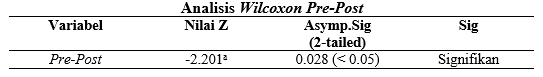 Analisis Wilcoxon Pre-Post
Variabel Nilai Z Asymp.Sig (2-tailed) Sig
Pre-Post -2.201ᵃ 0.028 (< 0.05) Signifikan